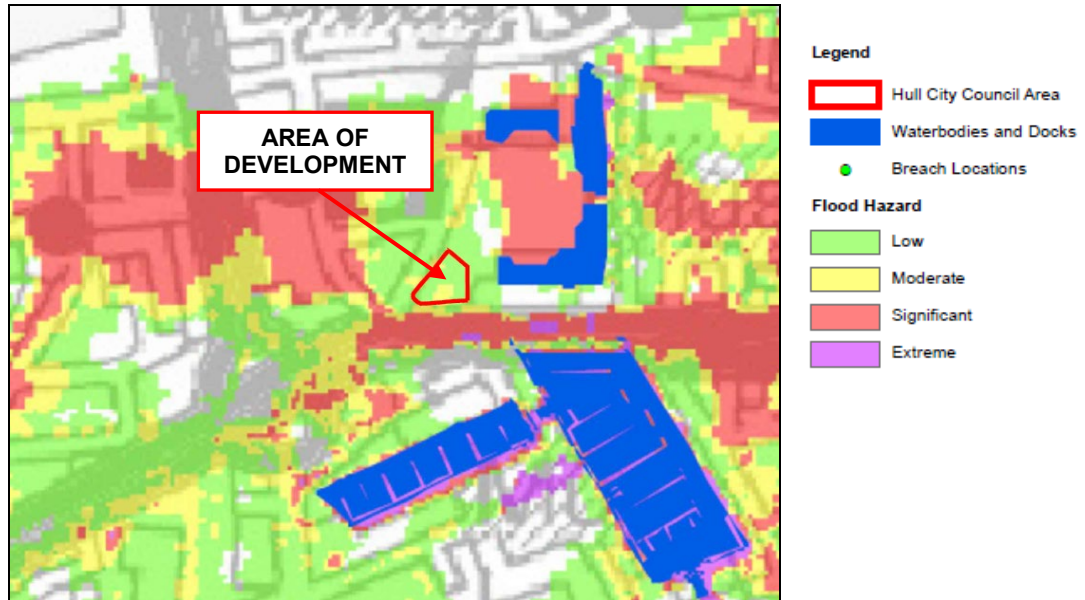 AREA OF
DEVELOPMENT
Legend
Hull City Council Area
Waterbodies and Docks
Breach Locations
Flood Hazard
Low
Moderate
Significant
Extreme